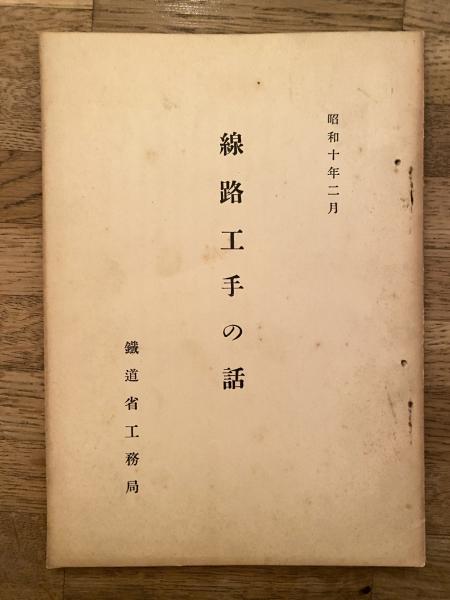 昭和十年二月
線路工手の話
鐵道省工務局